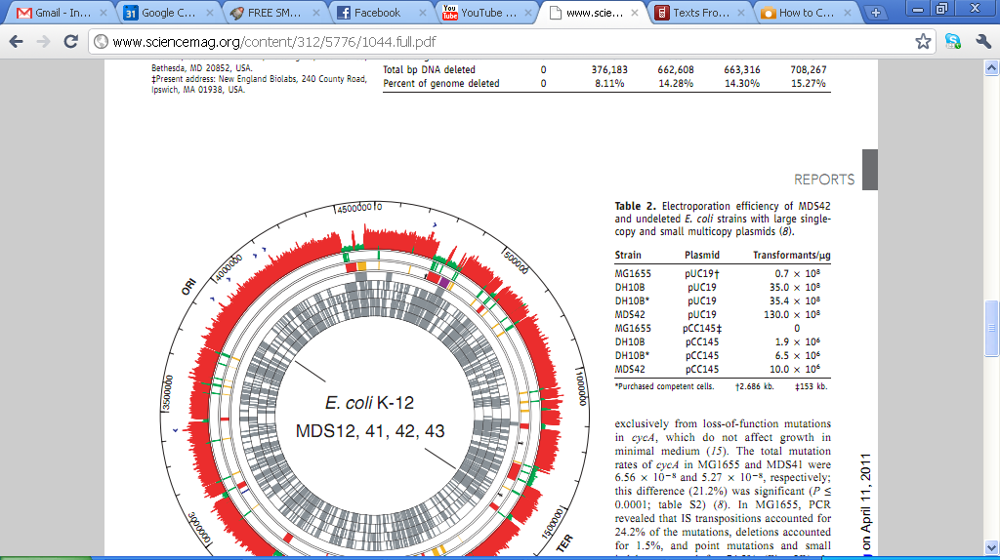 Gmail - In...
Google C...
FREE SM...
Facebook
YouTube ...
www.scie...
Texts Fro...
How to C...
www.sciencemag.org/content/312/5776/1044.full.pdf
Bethesda, MD 20852, USA.
‡Present address: New England Biolabs, 240 County Road,
Ipswich, MA 01938, USA.
Total bp DNA deleted 0 376,183 662,608 663,316 708,267
Percent of genome deleted 0 8.11% 14.28% 14.30% 15.27%
REPORTS
Table 2. Electroporation efficiency of MDS42
and undeleted E. coli strains with large single-
copy and small multicopy plasmids (8).
Strain Plasmid Transformants/μg
MG1655 pUC19† 0.7 × 10⁸
DH10B pUC19 35.0 × 10⁸
DH10B* pUC19 35.4 × 10⁸
MDS42 pUC19 130.0 × 10⁸
MG1655 pCC145‡ 0
DH10B pCC145 1.9 × 10⁶
DH10B* pCC145 6.5 × 10⁶
MDS42 pCC145 10.0 × 10⁶
*Purchased competent cells. †2.686 kb. ‡153 kb.
exclusively from loss-of-function mutations
in cycA, which do not affect growth in
minimal medium (15). The total mutation
rates of cycA in MG1655 and MDS41 were
6.56 × 10⁻⁸ and 5.27 × 10⁻⁸, respectively;
this difference (21.2%) was significant (P ≤
0.0001; table S2) (8). In MG1655, PCR
revealed that IS transpositions accounted for
24.2% of the mutations, deletions accounted
for 1.5%, and point mutations and small
4500000
0
500000
1000000
1500000
TER
3000000
3500000
4000000
ORI
E. coli K-12
MDS12, 41, 42, 43
on April 11, 2011